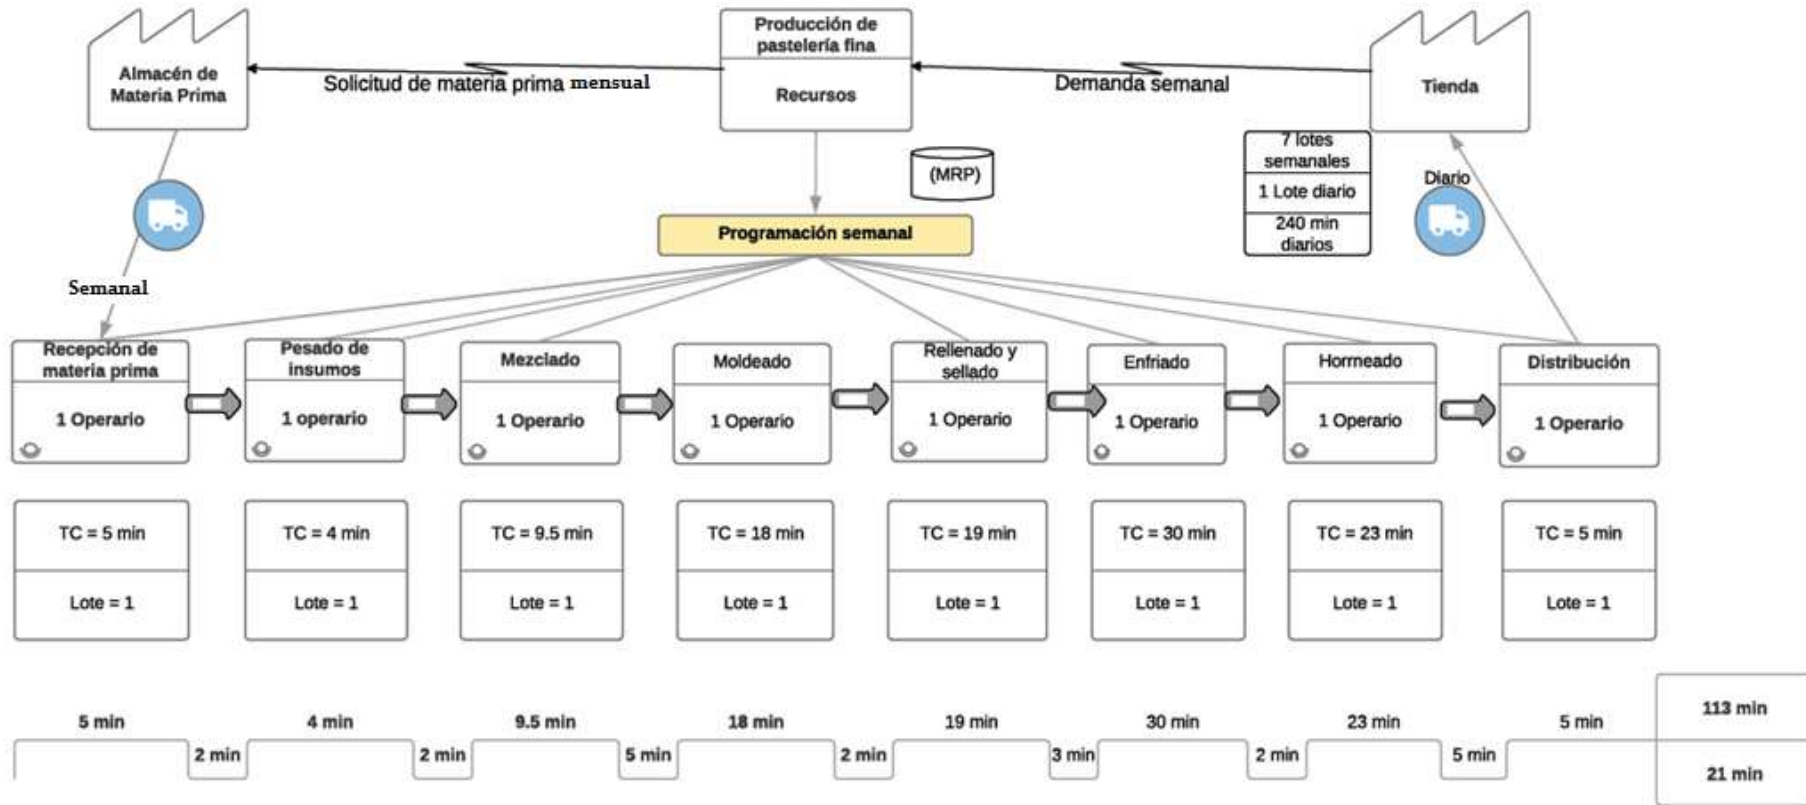 Almacén de
Materia Prima
Solicitud de materia prima mensual
Producción de
pastelería fina
Recursos
Demanda semanal
Tienda
7 lotes
semanales
1 Lote diario
240 min
diarios
Diario
(MRP)
Programación semanal
Semanal
Recepción de
materia prima
1 Operario
Pesado de
insumos
1 operario
Mezclado
1 Operario
Moldeado
1 Operario
Rellenado y
sellado
1 Operario
Enfriado
1 Operario
Horrneado
1 Operario
Distribución
1 Operario
TC = 5 min
Lote = 1
TC = 4 min
Lote = 1
TC = 9.5 min
Lote = 1
TC = 18 min
Lote = 1
TC = 19 min
Lote = 1
TC = 30 min
Lote = 1
TC = 23 min
Lote = 1
TC = 5 min
Lote = 1
5 min
2 min
4 min
2 min
9.5 min
5 min
18 min
2 min
19 min
3 min
30 min
2 min
23 min
5 min
5 min
113 min
21 min